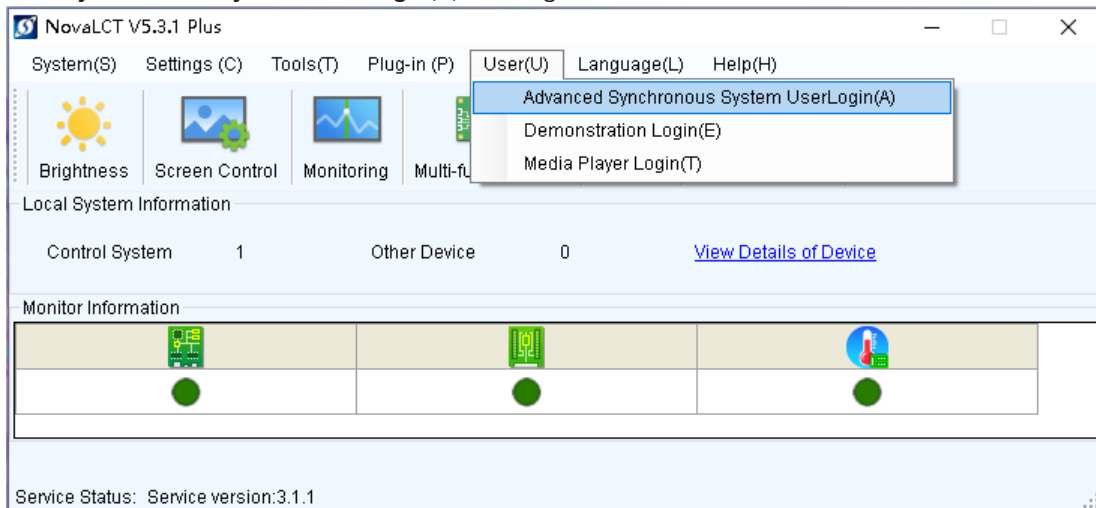 NovaLCT V5.3.1 Plus
System(S) Settings (C) Tools(T) Plug-in (P) User(U) Language(L) Help(H)
Advanced Synchronous System UserLogin(A)
Demonstration Login(E)
Media Player Login(T)
Brightness Screen Control Monitoring Multi-fu
Local System Information
Control System 1 Other Device 0 View Details of Device
Monitor Information
Service Status: Service version:3.1.1